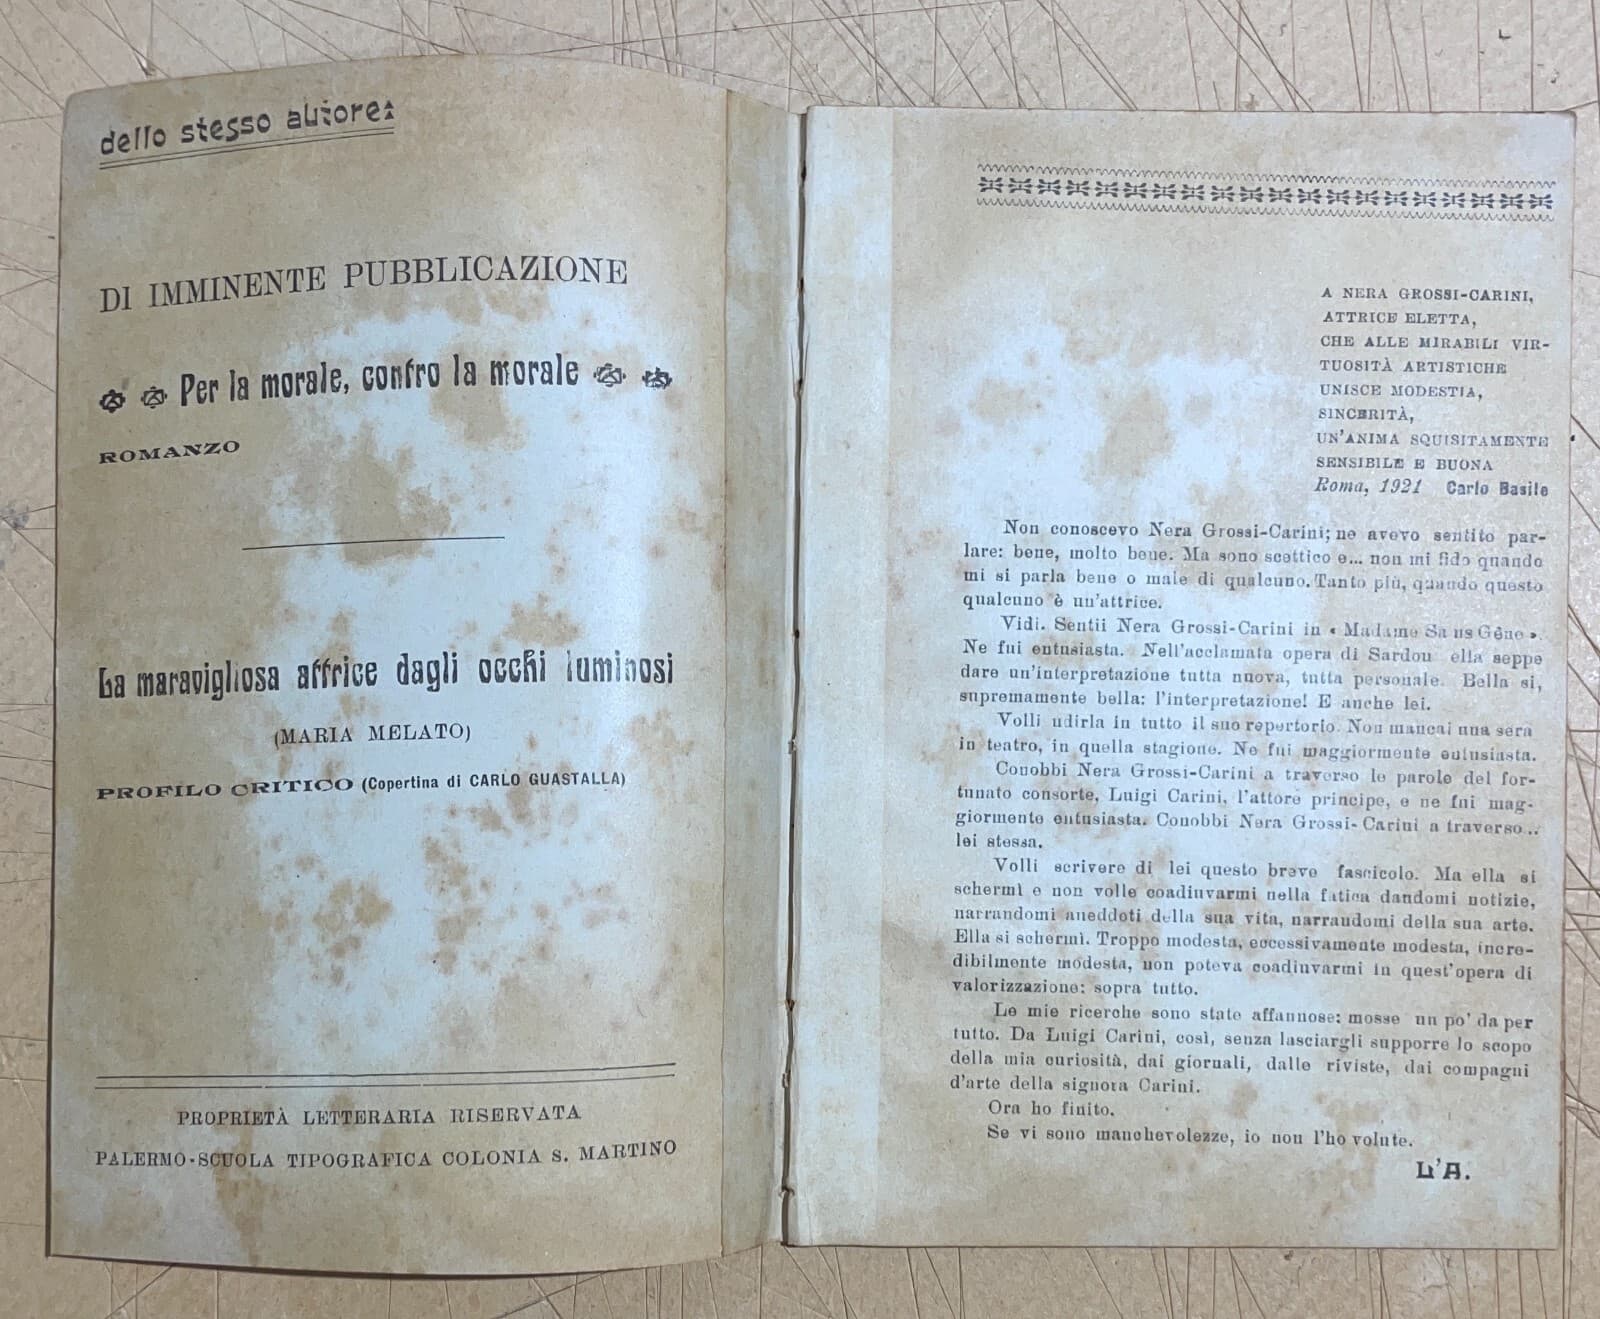 dello stesso autore:
DI IMMINENTE PUBBLICAZIONE
Per la morale, contro la morale
ROMANZO
La maravigliosa attrice dagli occhi luminosi
(MARIA MELATO)
PROFILO CRITICO (Copertina di CARLO GUASTALLA)
PROPRIETÀ LETTERARIA RISERVATA
PALERMO-SCUOLA TIPOGRAFICA COLONIA S. MARTINO
A NERA GROSSI-CARINI,
ATTRICE ELETTA,
CHE ALLE MIRABILI VIR-
TUOSITÀ ARTISTICHE
UNISCE MODESTIA,
SINCERITÀ,
UN'ANIMA SQUISITAMENTE
SENSIBILE E BUONA
Roma, 1921 Carlo Basile
Non conoscevo Nera Grossi-Carini; ne avevo sentito par-
lare: bene, molto bene. Ma sono scettico e... non mi fido quando
mi si parla bene o male di qualcuno. Tanto più, quando questo
qualcuno è un'attrice.
Vidi. Sentii Nera Grossi-Carini in « Madame Sans Gêne ».
Ne fui entusiasta. Nell'acclamata opera di Sardou ella seppe
dare un'interpretazione tutta nuova, tutta personale. Bella si,
supremamente bella: l'interpretazione! E anche lei.
Volli udirla in tutto il suo repertorio. Non mancai una sera
in teatro, in quella stagione. Ne fui maggiormente entusiasta.
Conobbi Nera Grossi-Carini a traverso le parole del for-
tunato consorte, Luigi Carini, l'attore principe, e ne fui mag-
giormente entusiasta. Conobbi Nera Grossi-Carini a traverso...
lei stessa.
Volli scrivere di lei questo breve fascicolo. Ma ella si
schermì e non volle coadiuvarmi nella fatica dandomi notizie,
narrandomi aneddoti della sua vita, narrandomi della sua arte.
Ella si schermì. Troppo modesta, eccessivamente modesta, incre-
dibilmente modesta, non poteva coadiuvarmi in quest'opera di
valorizzazione: sopra tutto.
Le mie ricerche sono state affannose: mosse un po' da per
tutto. Da Luigi Carini, così, senza lasciargli supporre lo scopo
della mia curiosità, dai giornali, dalle riviste, dai compagni
d'arte della signora Carini.
Ora ho finito.
Se vi sono manchevolezze, io non l'ho volute.
L'A.